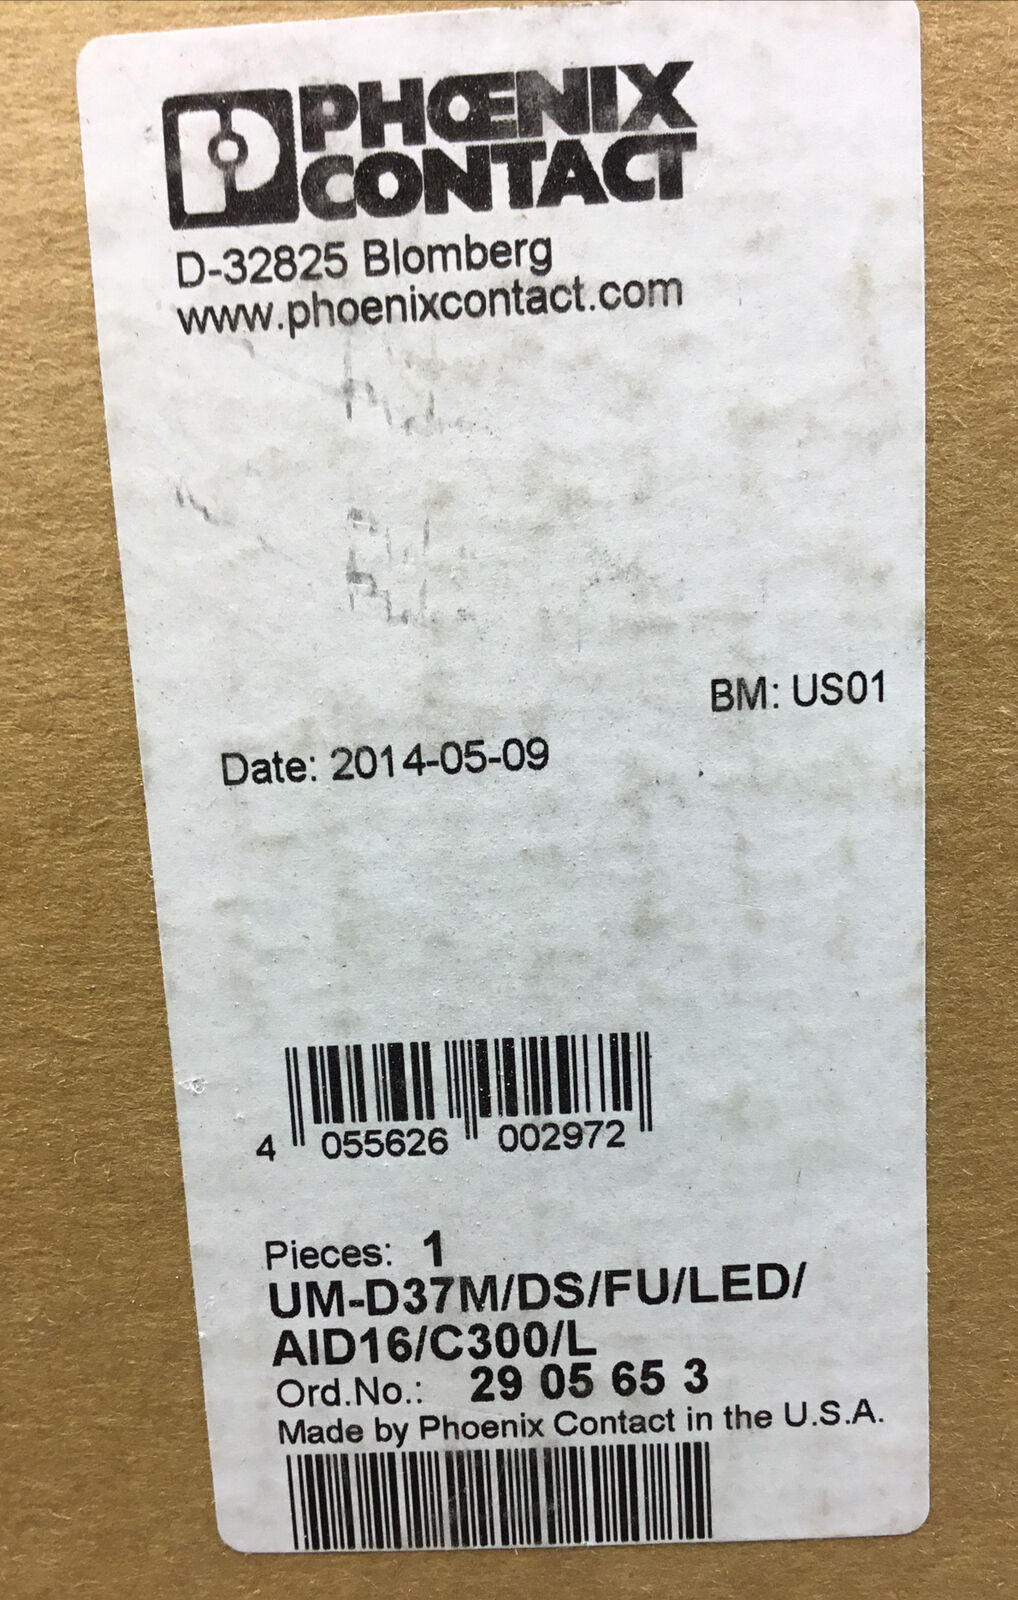 PHŒNIX
CONTACT
D-32825 Blomberg
www.phoenixcontact.com
BM: US01
Date: 2014-05-09
4 055626 002972
Pieces: 1
UM-D37M/DS/FU/LED/
AID16/C300/L
Ord.No.: 29 05 65 3
Made by Phoenix Contact in the U.S.A.